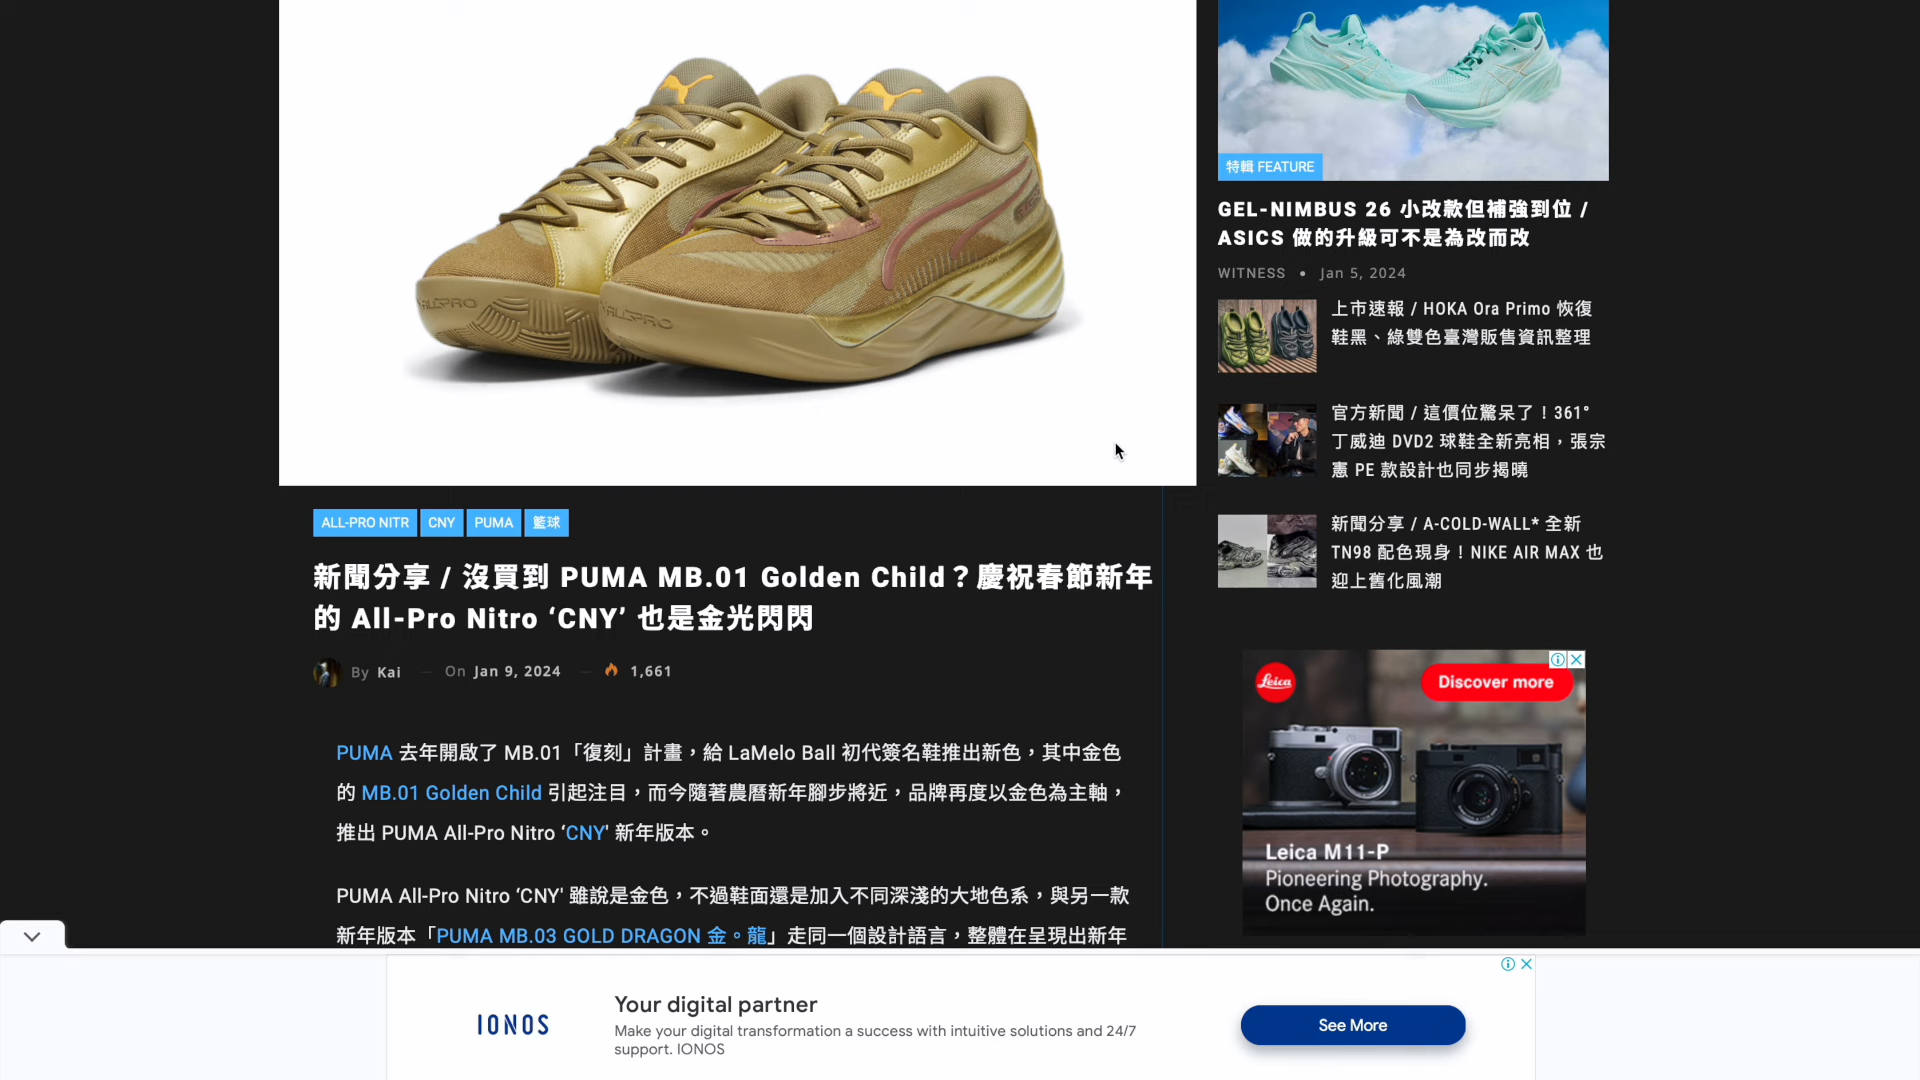 ALL-PRO NITR
CNY
PUMA
籃球
新聞分享 / 沒買到 PUMA MB.01 Golden Child？慶祝春節新年
的 All-Pro Nitro ‘CNY’ 也是金光閃閃
By Kai — On Jan 9, 2024 — 1,661
PUMA 去年開啟了 MB.01「復刻」計畫，給 LaMelo Ball 初代簽名鞋推出新色，其中金色
的 MB.01 Golden Child 引起注目，而今隨著農曆新年腳步將近，品牌再度以金色為主軸，
推出 PUMA All-Pro Nitro ‘CNY' 新年版本。
PUMA All-Pro Nitro ‘CNY' 雖說是金色，不過鞋面還是加入不同深淺的大地色系，與另一款
新年版本「PUMA MB.03 GOLD DRAGON 金。龍」走同一個設計語言，整體在呈現出新年
特輯 FEATURE
GEL-NIMBUS 26 小改款但補強到位 /
ASICS 做的升級可不是為改而改
WITNESS • Jan 5, 2024
上市速報 / HOKA Ora Primo 恢復
鞋黑、綠雙色臺灣販售資訊整理
官方新聞 / 這價位驚呆了！361°
丁威迪 DVD2 球鞋全新亮相，張宗
憲 PE 款設計也同步揭曉
新聞分享 / A-COLD-WALL* 全新
TN98 配色現身！NIKE AIR MAX 也
迎上舊化風潮
Leica
Discover more
Leica M11-P
Pioneering Photography.
Once Again.
IONOS
Your digital partner
Make your digital transformation a success with intuitive solutions and 24/7
support. IONOS
See More